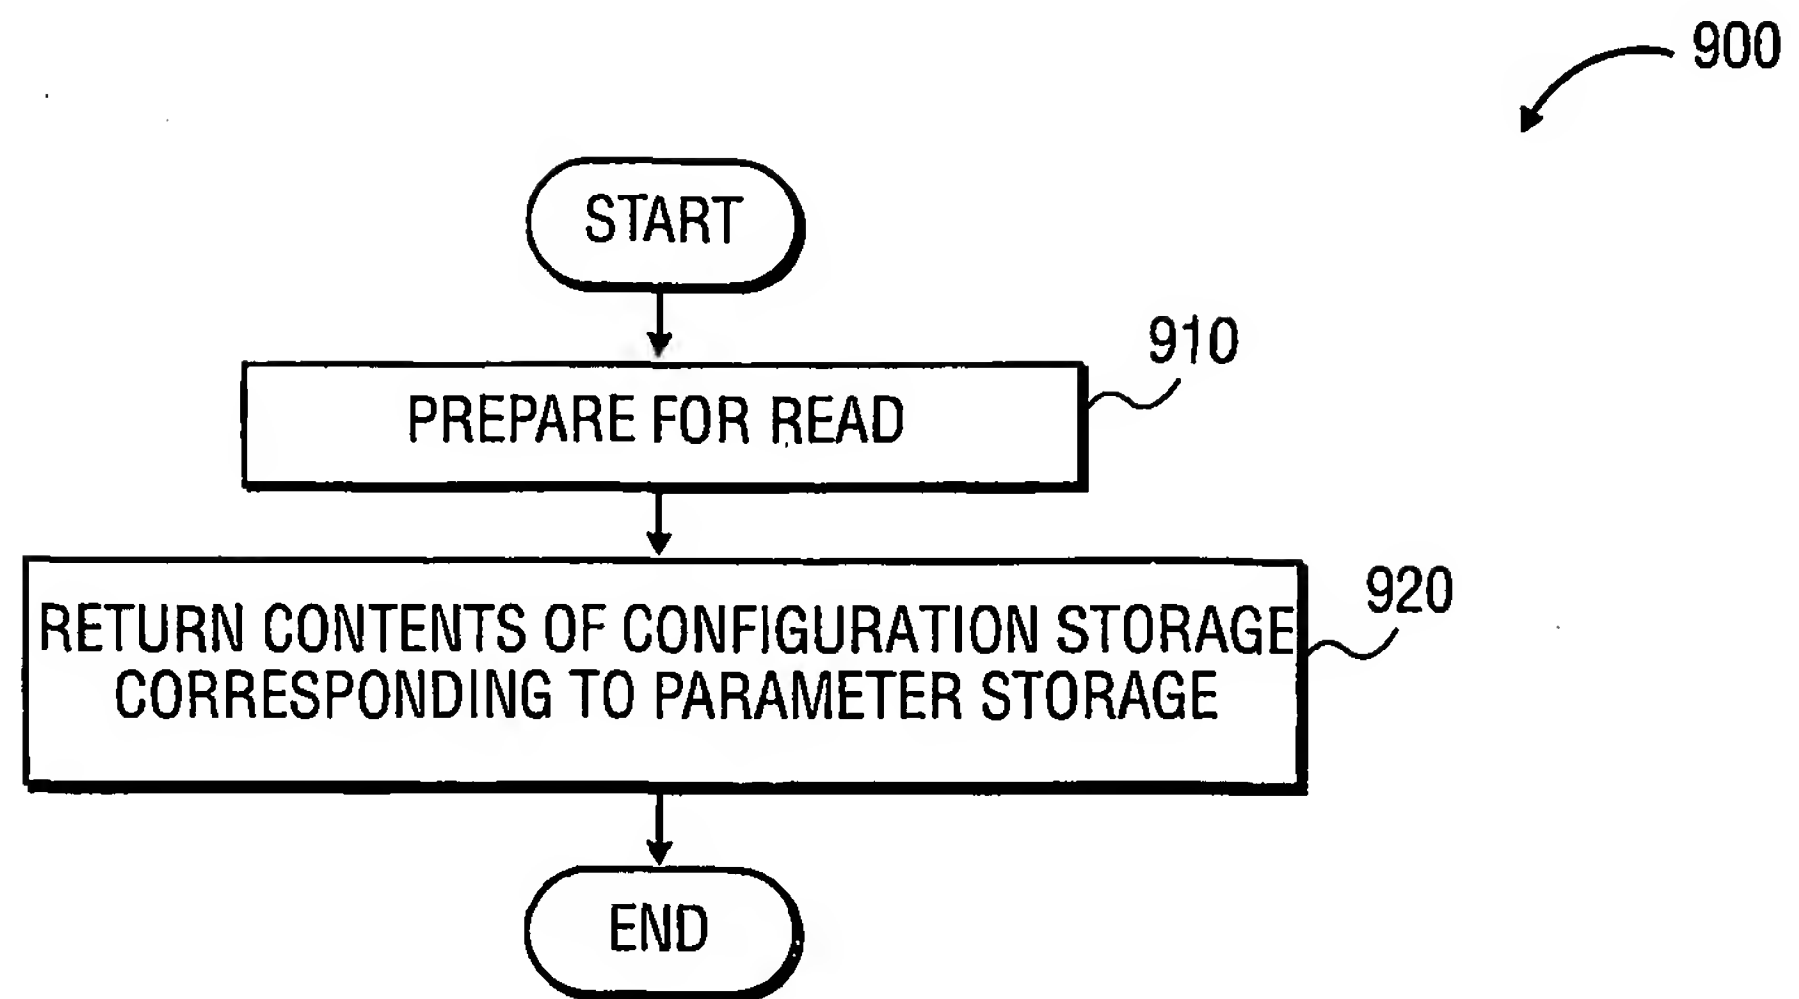 900
START
910
PREPARE FOR READ
920
RETURN CONTENTS OF CONFIGURATION STORAGE
CORRESPONDING TO PARAMETER STORAGE
END